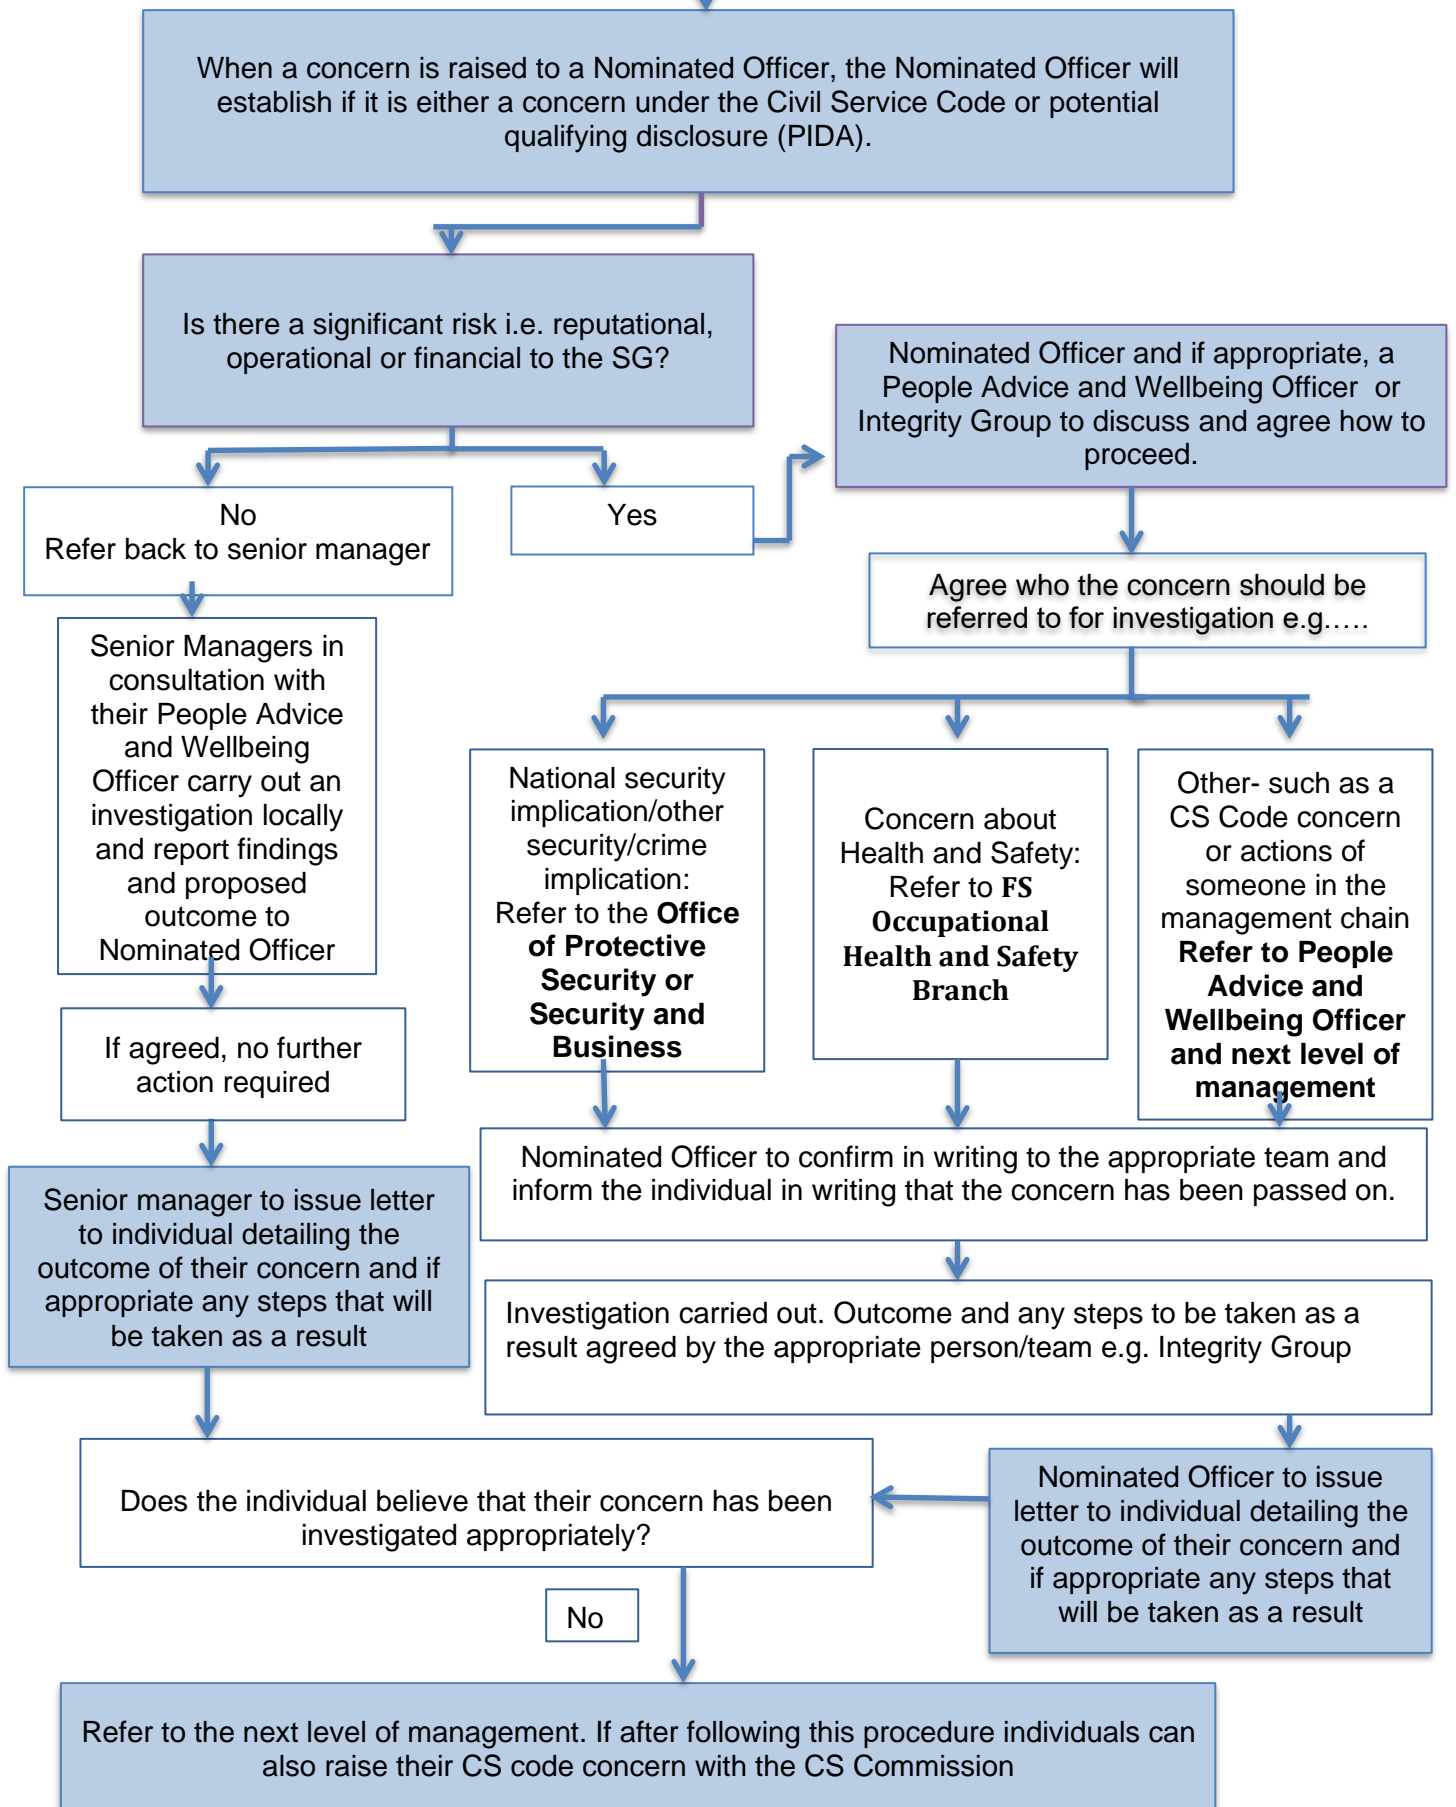 When a concern is raised to a Nominated Officer, the Nominated Officer will
establish if it is either a concern under the Civil Service Code or potential
qualifying disclosure (PIDA).
Is there a significant risk i.e. reputational,
operational or financial to the SG?
Nominated Officer and if appropriate, a
People Advice and Wellbeing Officer or
Integrity Group to discuss and agree how to
proceed.
No
Refer back to senior manager
Yes
Agree who the concern should be
referred to for investigation e.g.….
Senior Managers in
consultation with
their People Advice
and Wellbeing
Officer carry out an
investigation locally
and report findings
and proposed
outcome to
Nominated Officer
National security
implication/other
security/crime
implication:
Refer to the Office
of Protective
Security or
Security and
Business
Concern about
Health and Safety:
Refer to FS
Occupational
Health and Safety
Branch
Other- such as a
CS Code concern
or actions of
someone in the
management chain
Refer to People
Advice and
Wellbeing Officer
and next level of
management
If agreed, no further
action required
Nominated Officer to confirm in writing to the appropriate team and
inform the individual in writing that the concern has been passed on.
Senior manager to issue letter
to individual detailing the
outcome of their concern and if
appropriate any steps that will
be taken as a result
Investigation carried out. Outcome and any steps to be taken as a
result agreed by the appropriate person/team e.g. Integrity Group
Does the individual believe that their concern has been
investigated appropriately?
Nominated Officer to issue
letter to individual detailing the
outcome of their concern and
if appropriate any steps that
will be taken as a result
No
Refer to the next level of management. If after following this procedure individuals can
also raise their CS code concern with the CS Commission